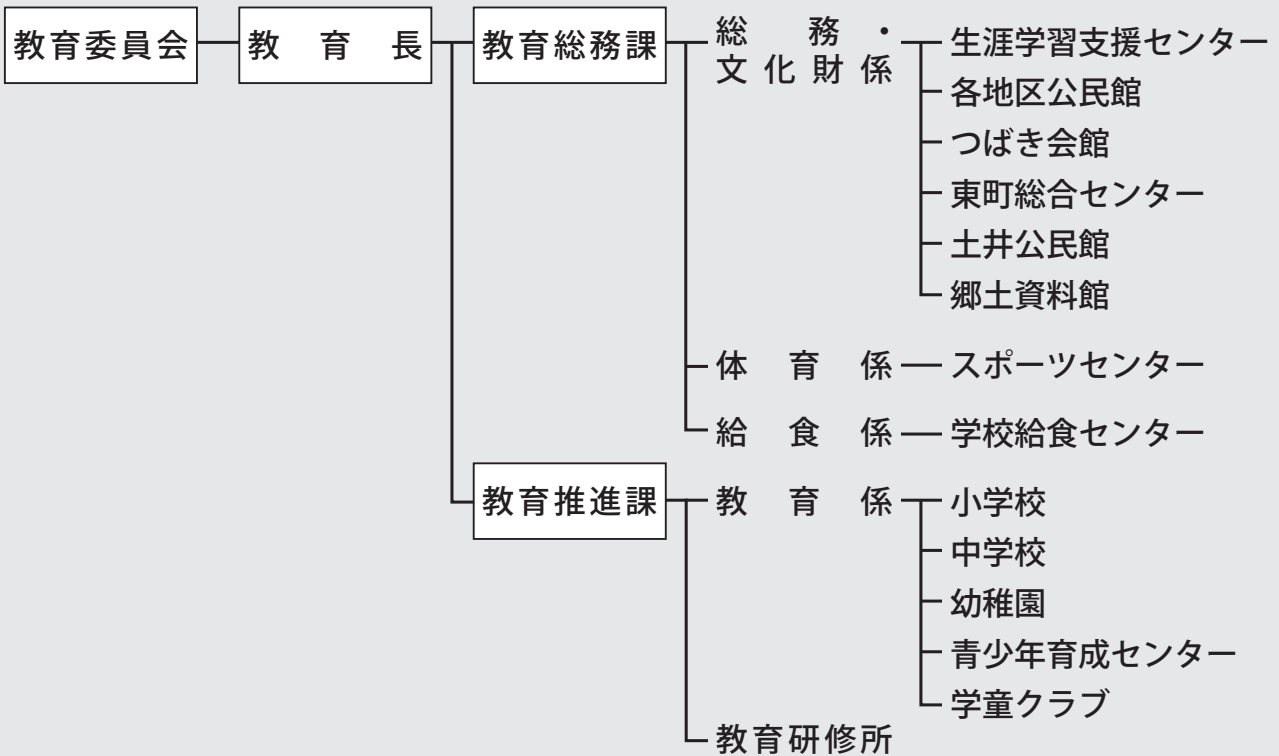 教育委員会
教育長
教育総務課
総務・
文化財係
生涯学習支援センター
各地区公民館
つばき会館
東町総合センター
土井公民館
郷土資料館
体育係
スポーツセンター
給食係
学校給食センター
教育推進課
教育係
小学校
中学校
幼稚園
青少年育成センター
学童クラブ
教育研修所